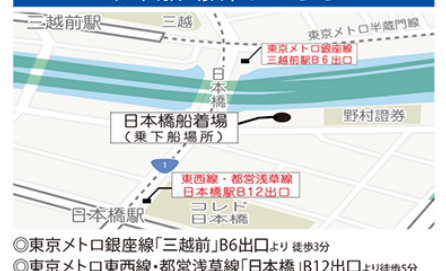 三越前駅
三越
東京メトロ半蔵門線
東京メトロ銀座線
三越前駅B6出口
日本橋
日本橋船着場
(乗下船場所)
野村證券
1
東西線・都営浅草線
日本橋駅B12出口
日本橋駅
コレド
日本橋
◎東京メトロ銀座線「三越前」B6出口より 徒歩3分
◎東京メトロ東西線・都営浅草線「日本橋」B12出口より徒歩5分